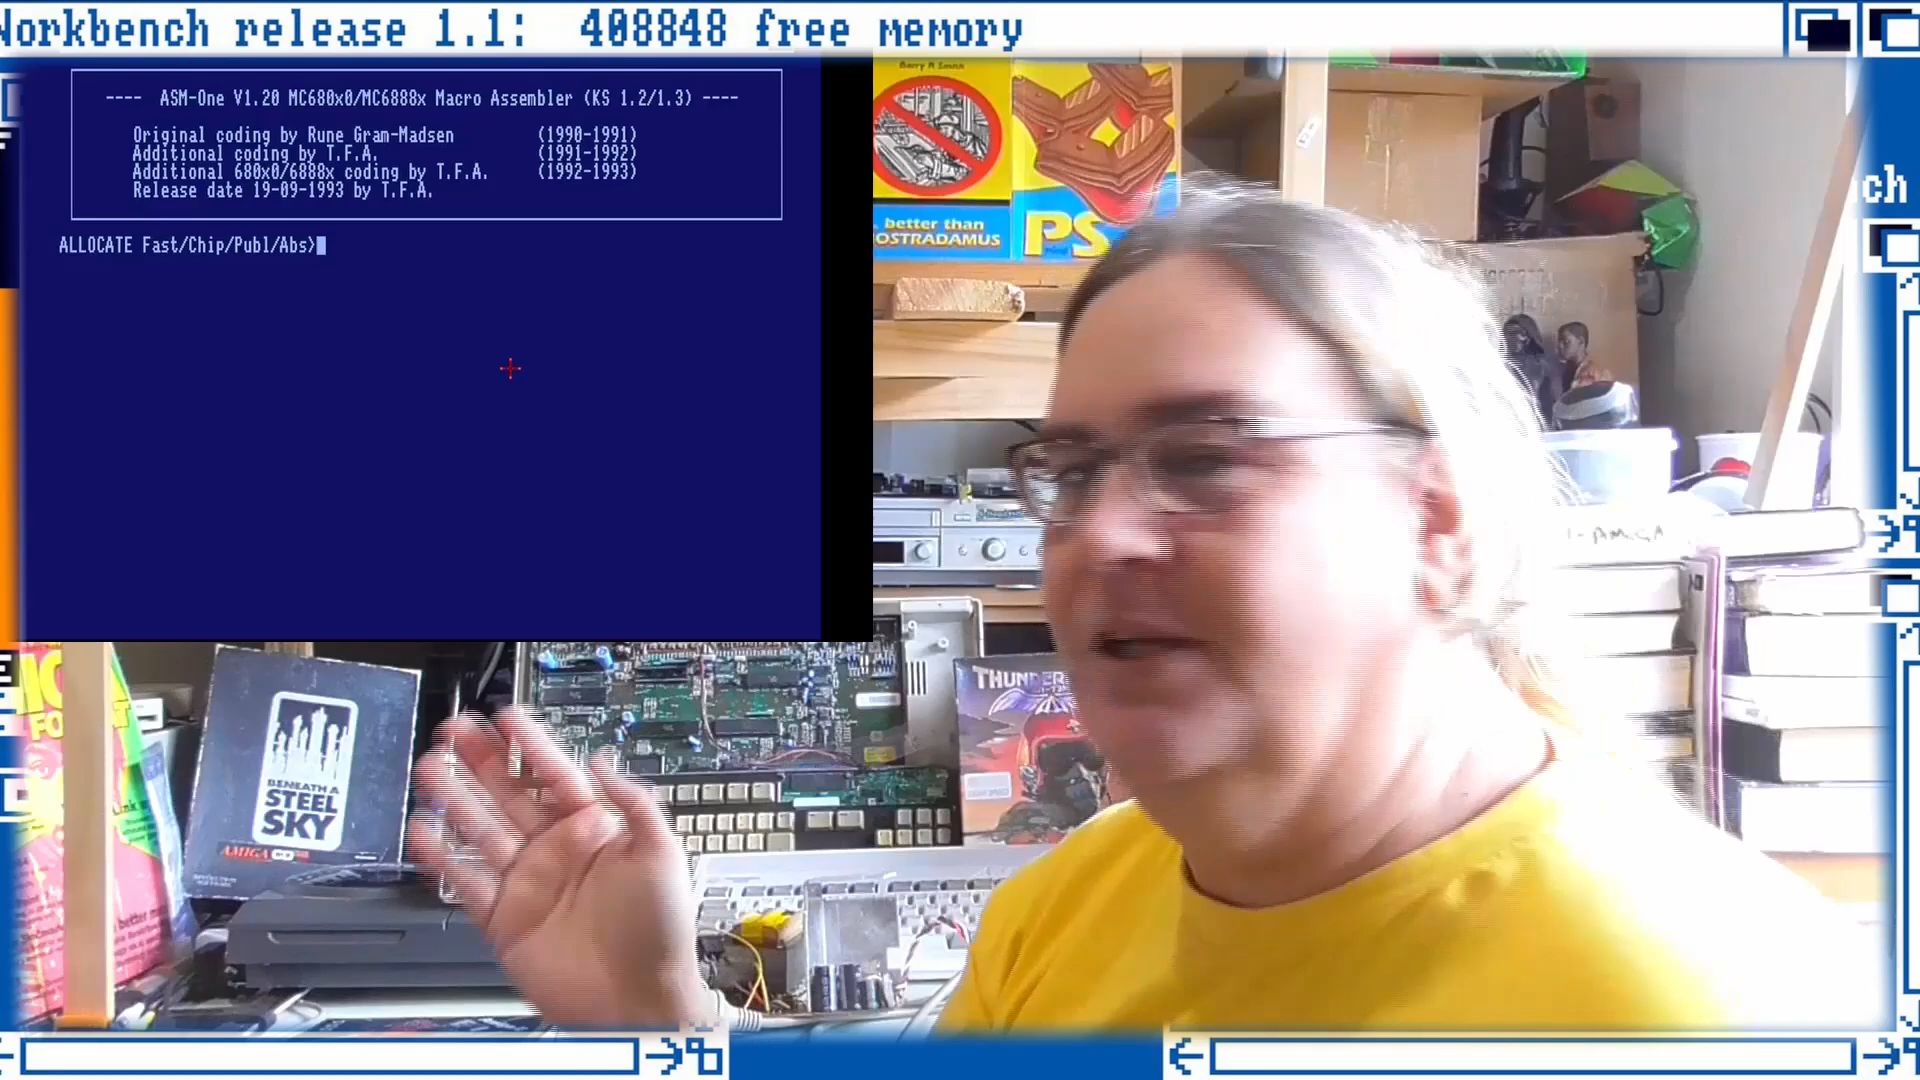 Workbench release 1.1:  408848 free memory
---- ASM-One V1.20 MC680x0/MC6888x Macro Assembler (KS 1.2/1.3) ----
Original coding by Rune Gram-Madsen (1990-1991)
Additional coding by T.F.A. (1991-1992)
Additional 680x0/6888x coding by T.F.A. (1992-1993)
Release date 19-09-1993 by T.F.A.
ALLOCATE Fast/Chip/Publ/Abs>
better than
PS
THUNDER
BENEATH A
STEEL
SKY
AMIGA
-AMIGA
better